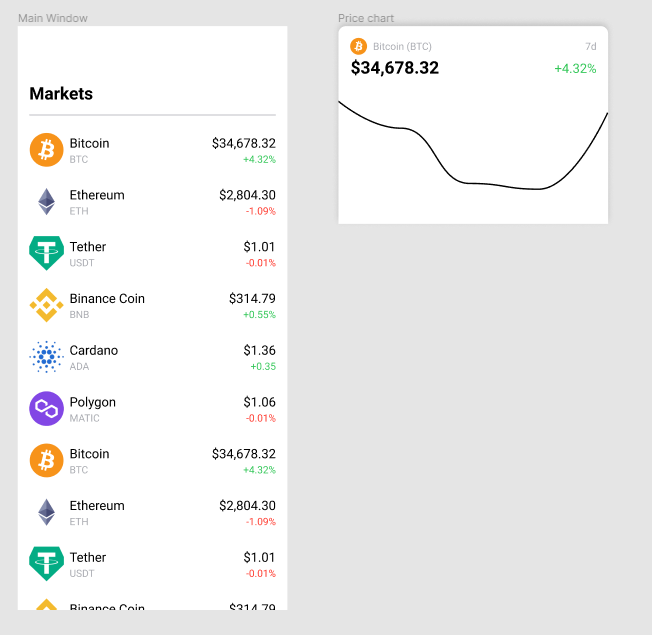 Main Window
Markets
Bitcoin $34,678.32
BTC +4.32%
Ethereum $2,804.30
ETH -1.09%
Tether $1.01
USDT -0.01%
Binance Coin $314.79
BNB +0.55%
Cardano $1.36
ADA +0.35
Polygon $1.06
MATIC -0.01%
Bitcoin $34,678.32
BTC +4.32%
Ethereum $2,804.30
ETH -1.09%
Tether $1.01
USDT -0.01%
Binance Coin $314.79
Price chart
Bitcoin (BTC) 7d
$34,678.32 +4.32%